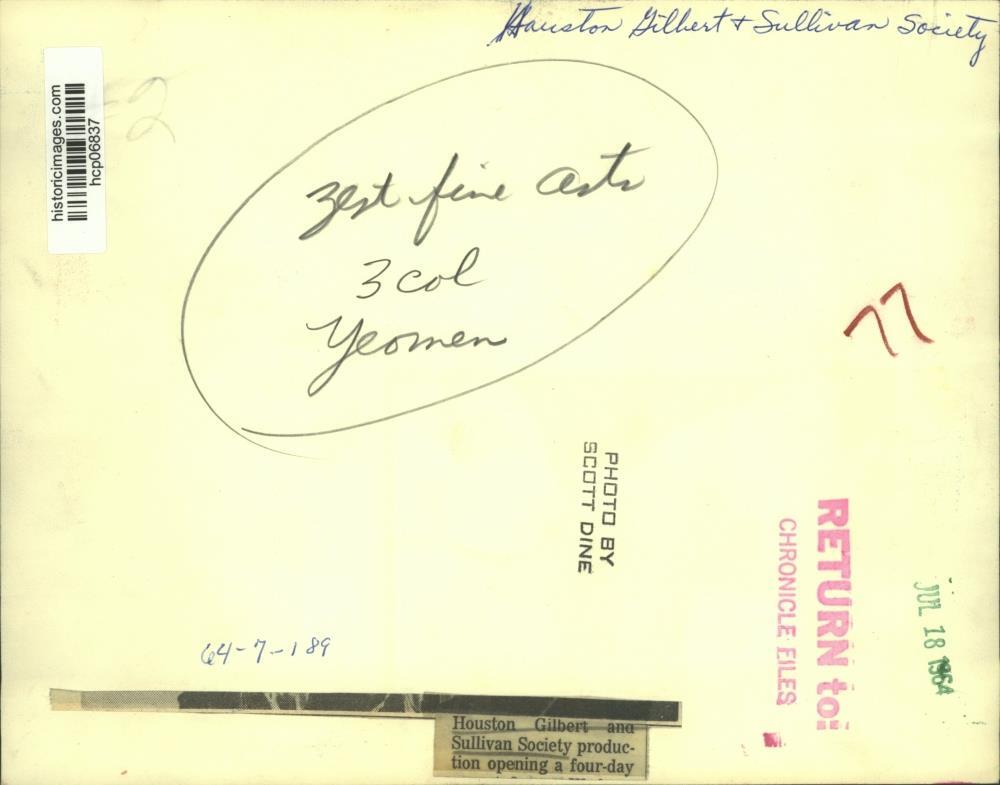 Houston Gilbert + Sullivan Society
historicimages.com
hcp06837
2
zest fine arts
3 col
Yeomen
77
PHOTO BY
SCOTT DINE
RETURN to:
CHRONICLE FILES
JUL 18 1964
64-7-189
Houston Gilbert and
Sullivan Society produc-
tion opening a four-day